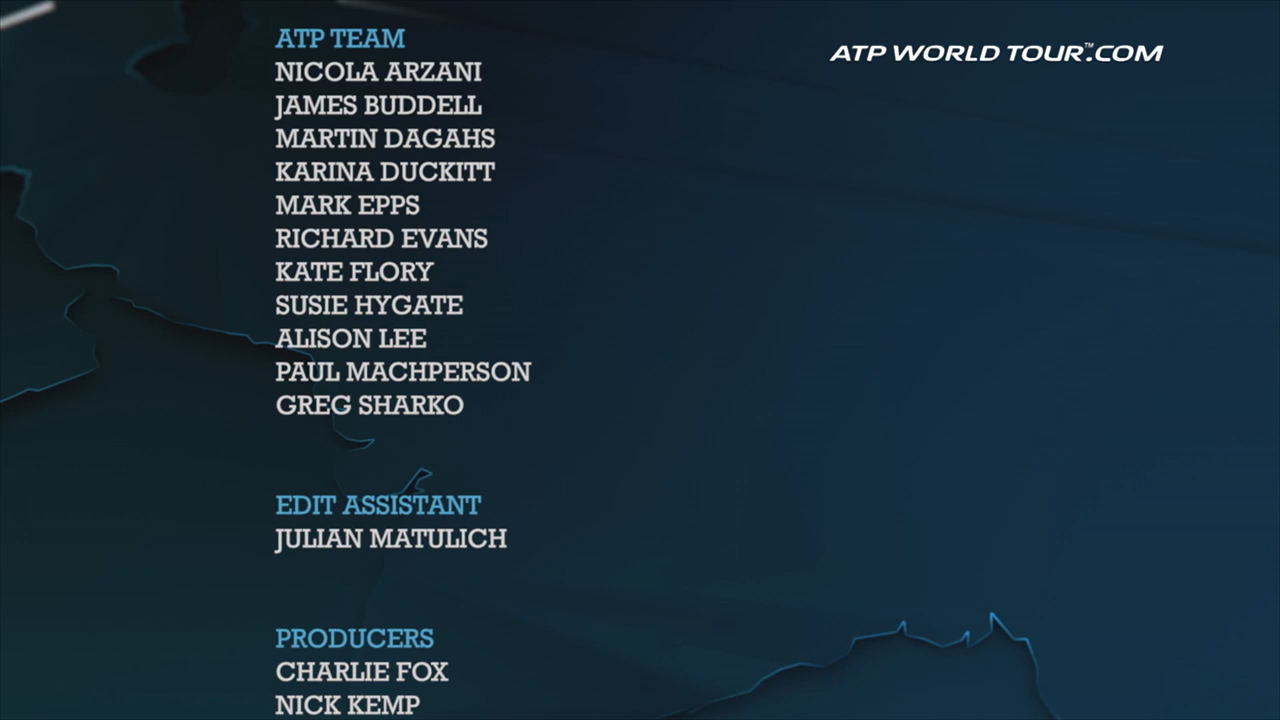 ATP TEAM
NICOLA ARZANI
JAMES BUDDELL
MARTIN DAGAHS
KARINA DUCKITT
MARK EPPS
RICHARD EVANS
KATE FLORY
SUSIE HYGATE
ALISON LEE
PAUL MACHPERSON
GREG SHARKO
EDIT ASSISTANT
JULIAN MATULICH
PRODUCERS
CHARLIE FOX
NICK KEMP
ATP WORLD TOUR™.COM